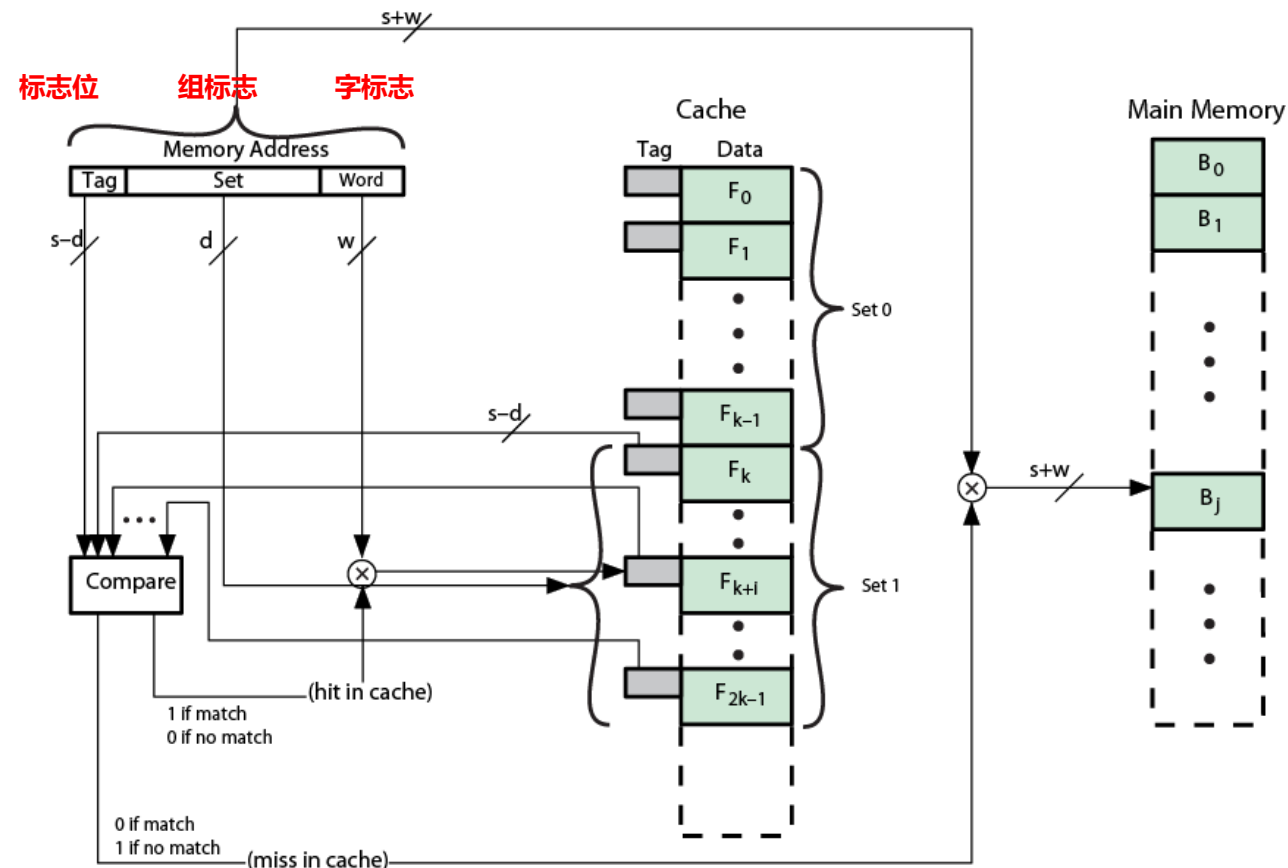 s+w
标志位 组标志 字标志
Memory Address
Tag Set Word
s–d d w
Cache
Tag Data
F0
F1
Set 0
Fk–1
s–d
Fk
Fk+i
Set 1
F2k–1
Compare
(hit in cache)
1 if match
0 if no match
0 if match
1 if no match
(miss in cache)
Main Memory
B0
B1
s+w
Bj